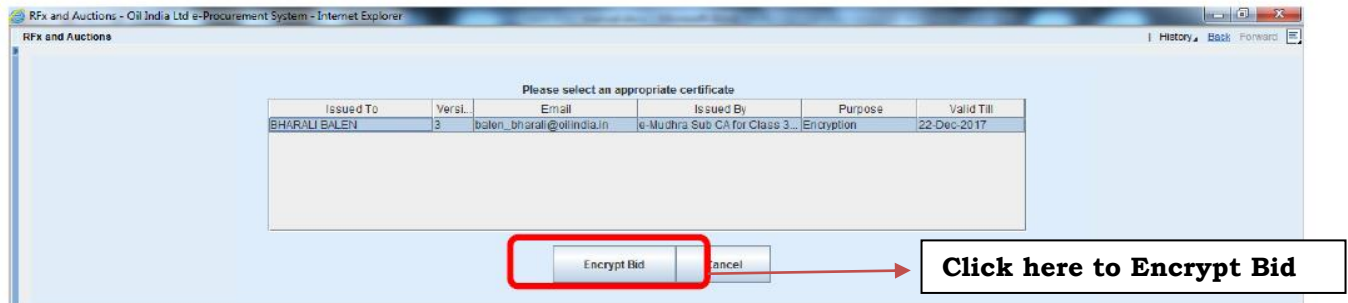 RFx and Auctions - Oil India Ltd e-Procurement System - Internet Explorer
RFx and Auctions
| History Back Forward
Please select an appropriate certificate
Issued To Versi... Email Issued By Purpose Valid Till
BHARALI BALEN 3 balen_bharali@oilindia.in e-Mudhra Sub CA for Class 3... Encryption 22-Dec-2017
Encrypt Bid Cancel
Click here to Encrypt Bid